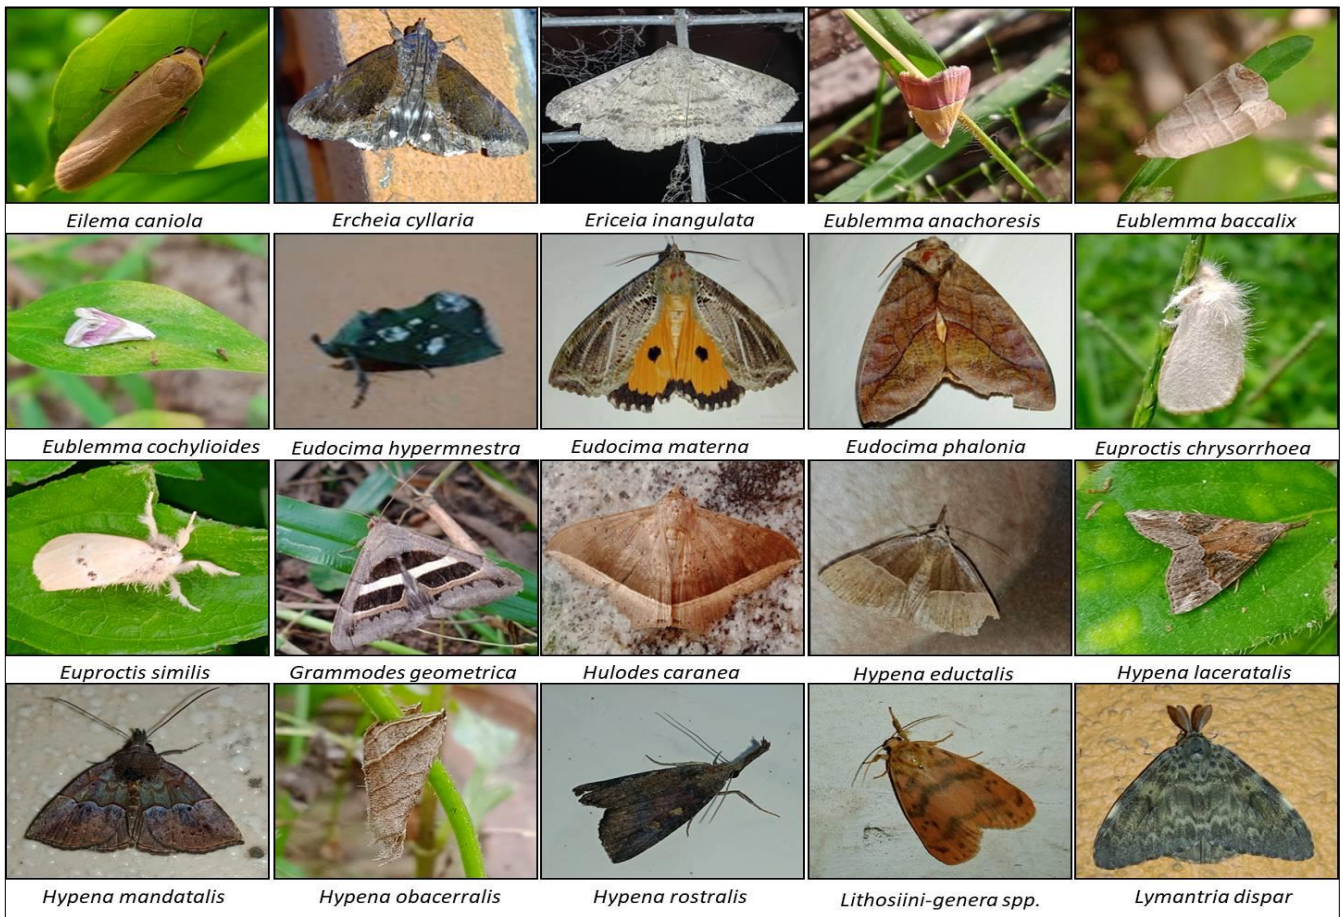 Eilema caniola
Ercheia cyllaria
Ericeia inangulata
Eublemma anachoresis
Eublemma baccalix
Eublemma cochylioides
Eudocima hypermnestra
Eudocima materna
Eudocima phalonia
Euproctis chrysorrhoea
Euproctis similis
Grammodes geometrica
Hulodes caranea
Hypena eductalis
Hypena laceratalis
Hypena mandatalis
Hypena obacerralis
Hypena rostralis
Lithosiini-genera spp.
Lymantria dispar